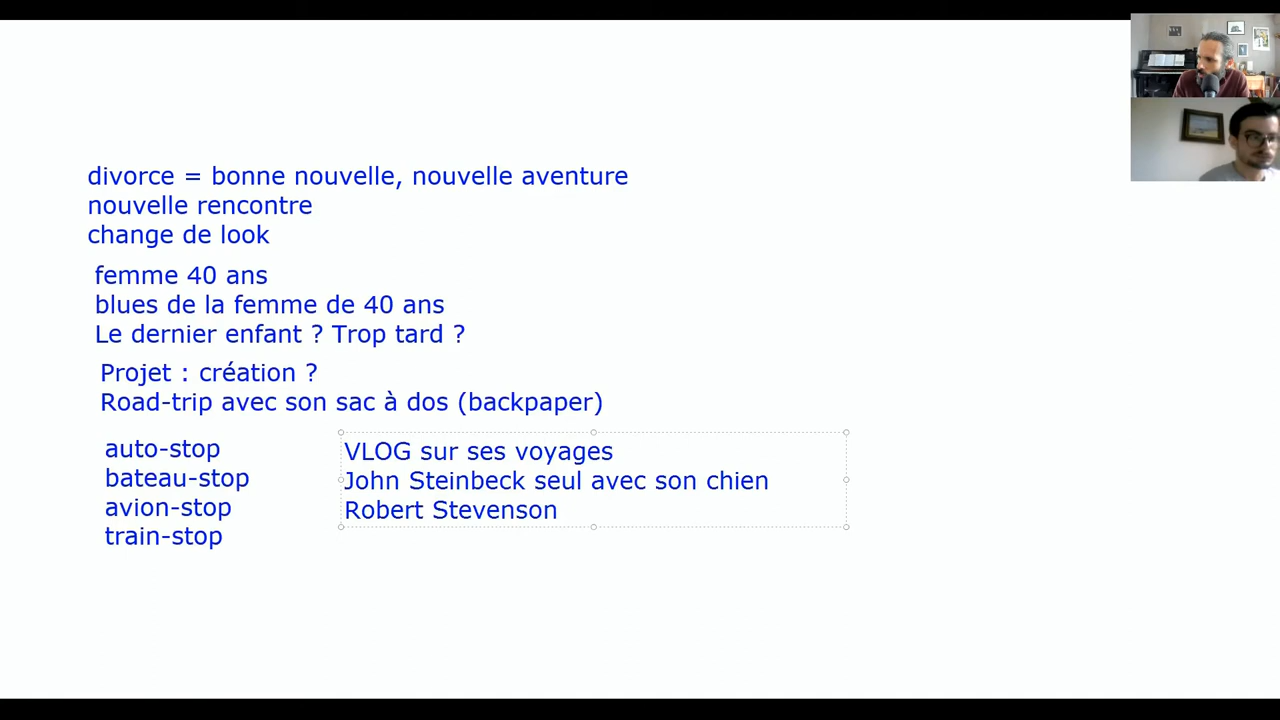 divorce = bonne nouvelle, nouvelle aventure
nouvelle rencontre
change de look
femme 40 ans
blues de la femme de 40 ans
Le dernier enfant ? Trop tard ?
Projet : création ?
Road-trip avec son sac à dos (backpaper)
auto-stop
bateau-stop
avion-stop
train-stop
VLOG sur ses voyages
John Steinbeck seul avec son chien
Robert Stevenson